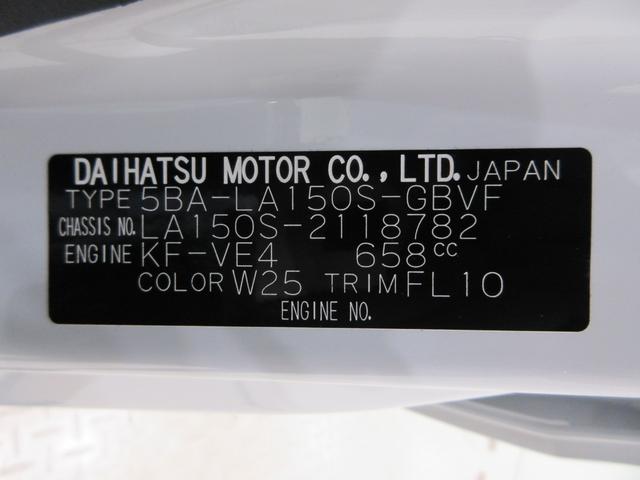 DAIHATSU MOTOR CO., LTD. JAPAN
TYPE 5BA-LA150S-GBVF
CHASSIS NO. LA150S-2118782
ENGINE KF-VE4 658cc
COLOR W25 TRIM FL10
ENGINE NO.